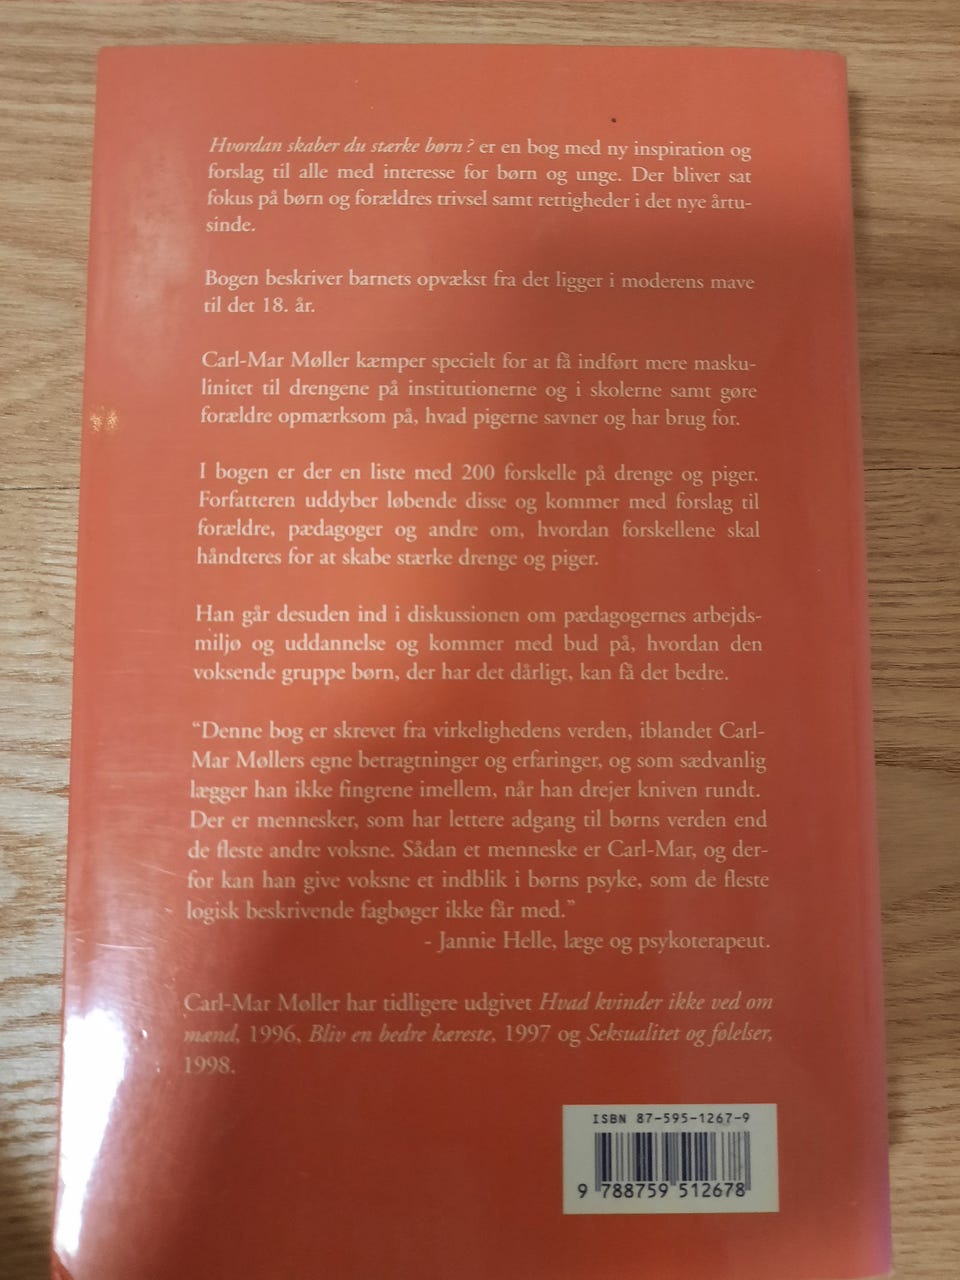 Hvordan skaber du stærke børn? er en bog med ny inspiration og
forslag til alle med interesse for børn og unge. Der bliver sat
fokus på børn og forældres trivsel samt rettigheder i det nye årtu-
sinde.
Bogen beskriver barnets opvækst fra det ligger i moderens mave
til det 18. år.
Carl-Mar Møller kæmper specielt for at få indført mere masku-
linitet til drengene på institutionerne og i skolerne samt gøre
forældre opmærksom på, hvad pigerne savner og har brug for.
I bogen er der en liste med 200 forskelle på drenge og piger.
Forfatteren uddyber løbende disse og kommer med forslag til
forældre, pædagoger og andre om, hvordan forskellene skal
håndteres for at skabe stærke drenge og piger.
Han går desuden ind i diskussionen om pædagogernes arbejds-
miljø og uddannelse og kommer med bud på, hvordan den
voksende gruppe børn, der har det dårligt, kan få det bedre.
“Denne bog er skrevet fra virkelighedens verden, iblandet Carl-
Mar Møllers egne betragtninger og erfaringer, og som sædvanlig
lægger han ikke fingrene imellem, når han drejer kniven rundt.
Der er mennesker, som har lettere adgang til børns verden end
de fleste andre voksne. Sådan et menneske er Carl-Mar, og der-
for kan han give voksne et indblik i børns psyke, som de fleste
logisk beskrivende fagbøger ikke får med.”
- Jannie Helle, læge og psykoterapeut.
Carl-Mar Møller har tidligere udgivet Hvad kvinder ikke ved om
mænd, 1996, Bliv en bedre kæreste, 1997 og Seksualitet og følelser,
1998.
ISBN 87-595-1267-9
9 788759 512678